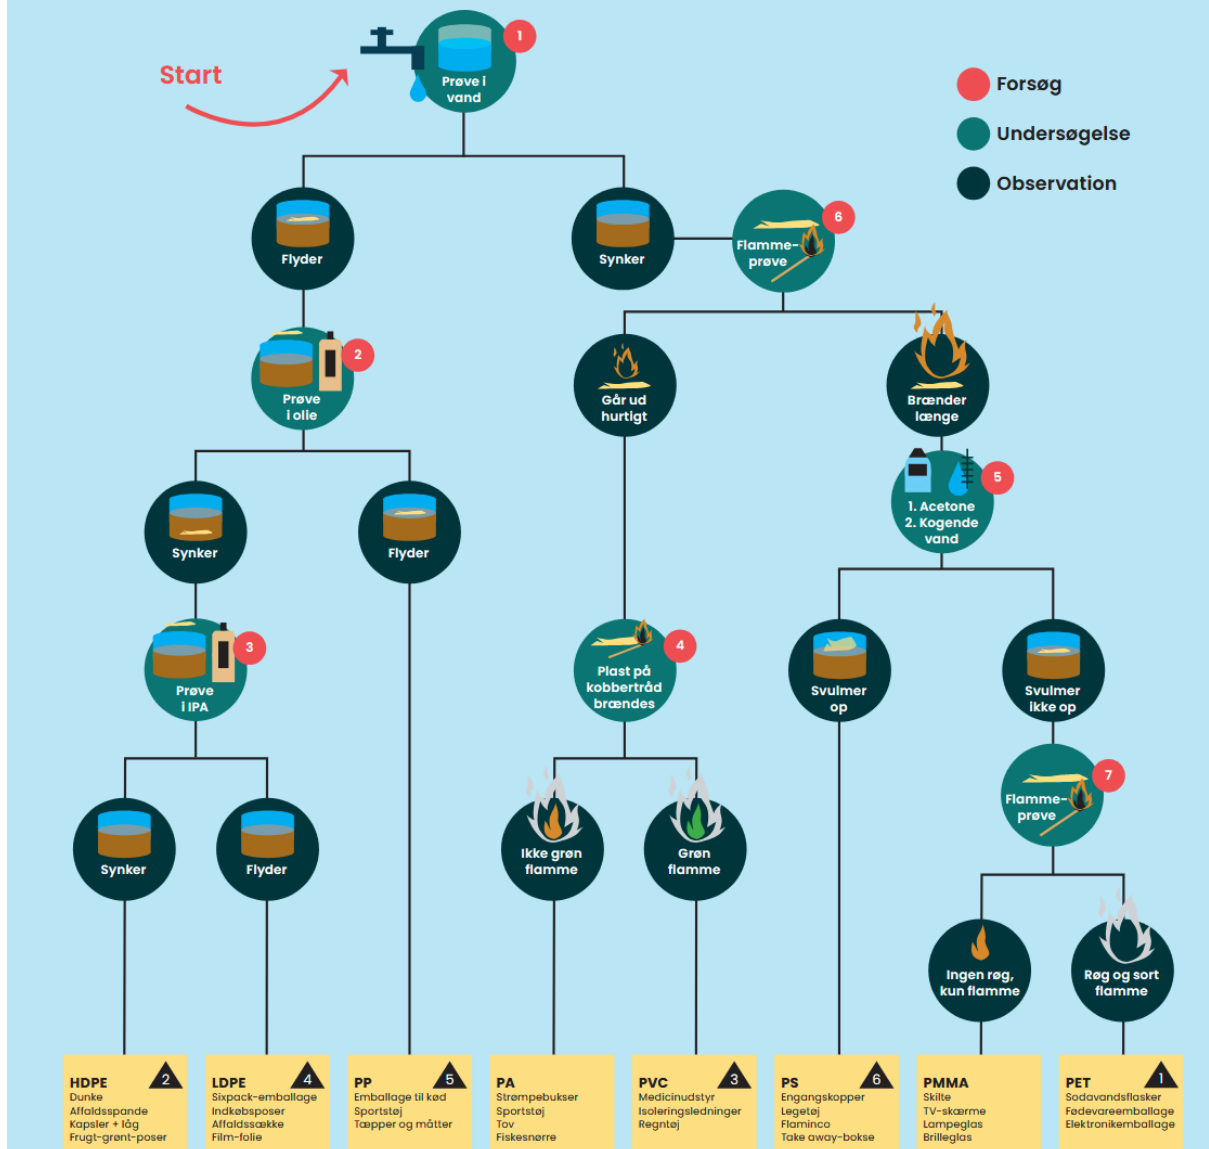 Start
1
Prøve i
vand
Forsøg
Undersøgelse
Observation
Flyder
Synker
6
Flamme-
prøve
2
Prøve
i olie
Går ud
hurtigt
Brænder
længe
5
1. Acetone
2. Kogende
vand
Synker
Flyder
3
Prøve
i IPA
4
Plast på
kobbertråd
brændes
Svulmer
op
Svulmer
ikke op
7
Flamme-
prøve
Synker
Flyder
Ikke grøn
flamme
Grøn
flamme
Ingen røg,
kun flamme
Røg og sort
flamme
HDPE 2
Dunke
Affaldsspande
Kapsler + låg
Frugt-grønt-poser
LDPE 4
Sixpack-emballage
Indkøbsposer
Affaldssække
Film-folie
PP 5
Emballage til kød
Sportstøj
Tæpper og måtter
PA
Strømpebukser
Sportstøj
Tov
Fiskesnørre
PVC 3
Medicinudstyr
Isoleringsledninger
Regntøj
PS 6
Engangskopper
Legetøj
Flaminco
Take away-bokse
PMMA
Skilte
TV-skærme
Lampeglas
Brilleglas
PET 1
Sodavandsflasker
Fødevareemballage
Elektronikemballage